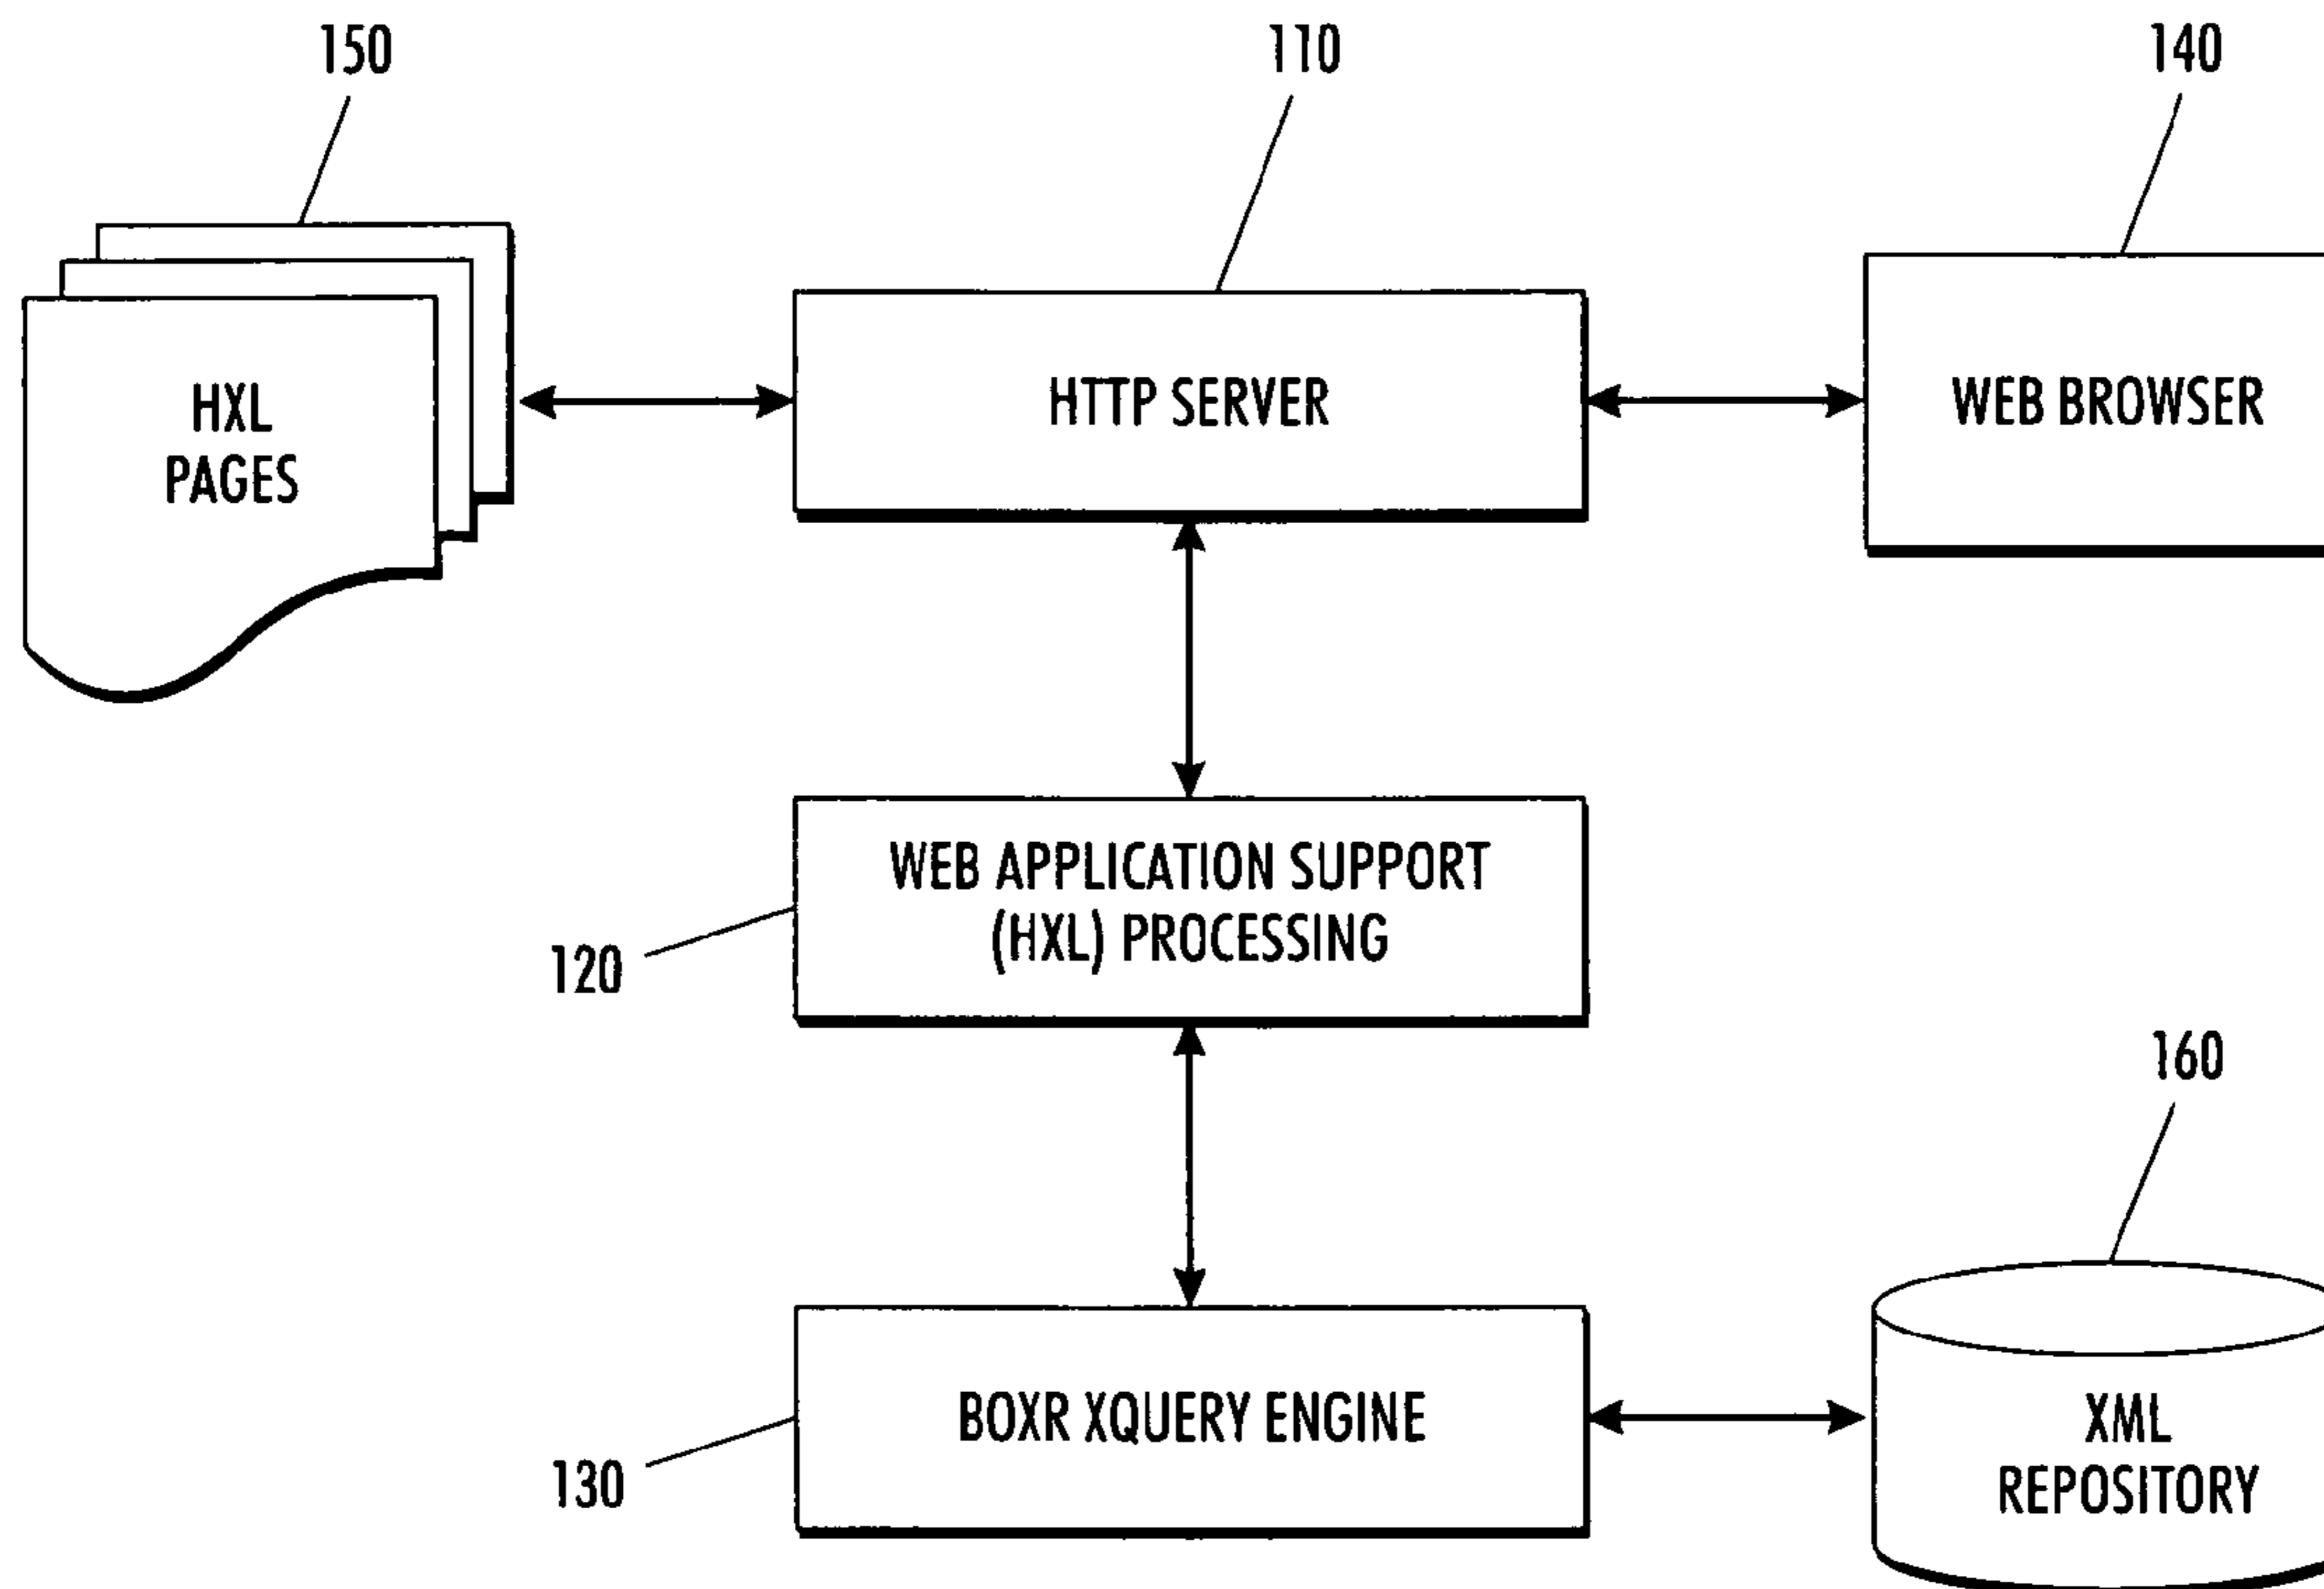 150
110
140
HXL
PAGES
HTTP SERVER
WEB BROWSER
WEB APPLICATION SUPPORT
(HXL) PROCESSING
120
160
BOXR XQUERY ENGINE
130
XML
REPOSITORY